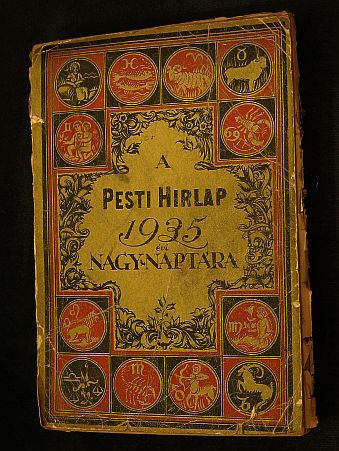 A
PESTI HIRLAP
1935
ÉVI
NAGY·NAPTÁRA